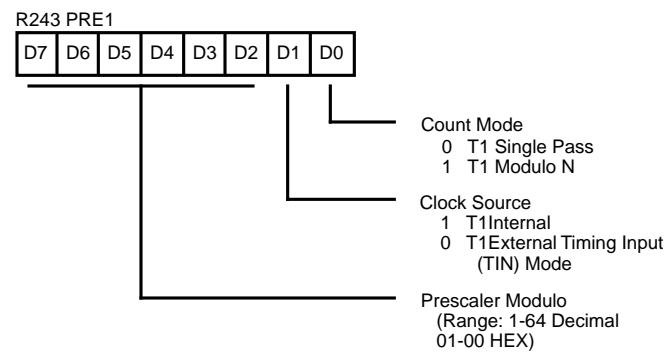 R243 PRE1
D7 D6 D5 D4 D3 D2 D1 D0
Count Mode
0 T1 Single Pass
1 T1 Modulo N
Clock Source
1 T1Internal
0 T1External Timing Input
(TIN) Mode
Prescaler Modulo
(Range: 1-64 Decimal
01-00 HEX)